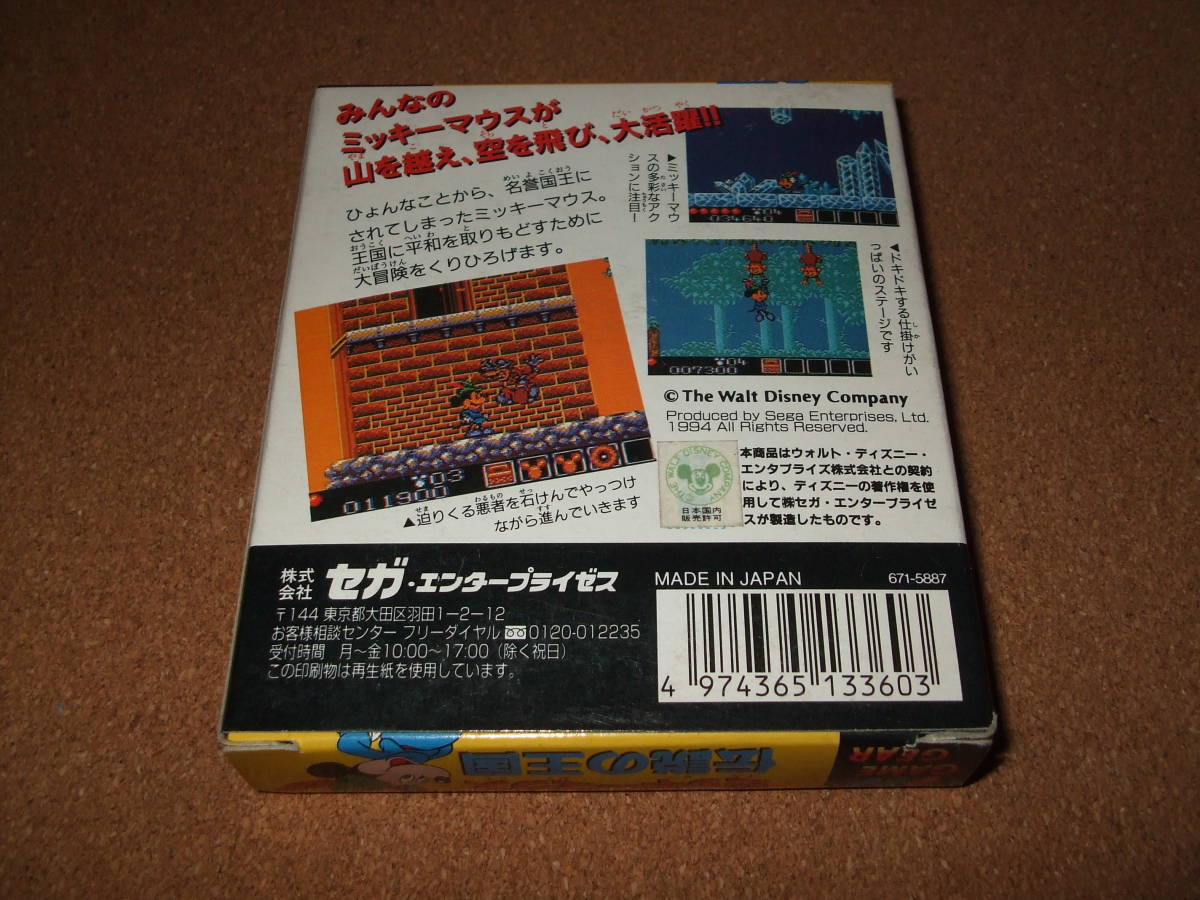 みんなの
ミッキーマウスが
山を越え、空を飛び、大活躍!!
ひょんなことから、名誉国王に
されてしまったミッキーマウス。
王国に平和を取りもどすために
大冒険をくりひろげます。
▶ミッキーマウ
スの多彩なアク
ションに注目!
04
034640
◀ドキドキする仕掛けがい
っぱいのステージです
04
007300
03
011900
▲迫りくる悪者を石けんでやっつけ
ながら進んでいきます
© The Walt Disney Company
Produced by Sega Enterprises, Ltd.
1994 All Rights Reserved.
THE WALT DISNEY COMPANY
日本国内
販売許可
本商品はウォルト・ディズニー・
エンタプライズ株式会社との契約
により、ディズニーの著作権を使
用して㈱セガ・エンタープライゼ
スが製造したものです。
株式会社 セガ・エンタープライゼス
〒144 東京都大田区羽田1-2-12
お客様相談センター フリーダイヤル 0120-012235
受付時間 月〜金10:00〜17:00（除く祝日）
この印刷物は再生紙を使用しています。
MADE IN JAPAN
671-5887
4 974365 133603
伝説の王国
GAME GEAR